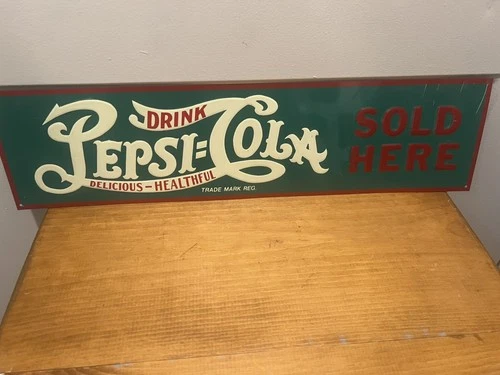 DRINK
PEPSI=COLA
DELICIOUS-HEALTHFUL
TRADE MARK REG.
SOLD
HERE